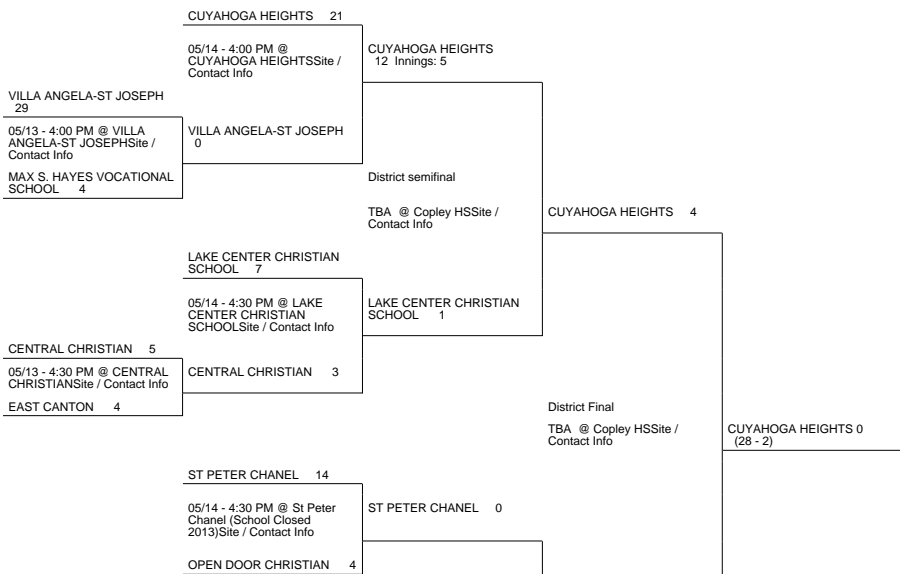 CUYAHOGA HEIGHTS 21
05/14 - 4:00 PM @
CUYAHOGA HEIGHTSSite /
Contact Info
CUYAHOGA HEIGHTS
12 Innings: 5
VILLA ANGELA-ST JOSEPH
29
05/13 - 4:00 PM @ VILLA
ANGELA-ST JOSEPHSite /
Contact Info
VILLA ANGELA-ST JOSEPH
0
MAX S. HAYES VOCATIONAL
SCHOOL 4
District semifinal
TBA @ Copley HSSite /
Contact Info
CUYAHOGA HEIGHTS 4
LAKE CENTER CHRISTIAN
SCHOOL 7
05/14 - 4:30 PM @ LAKE
CENTER CHRISTIAN
SCHOOLSite / Contact Info
LAKE CENTER CHRISTIAN
SCHOOL 1
CENTRAL CHRISTIAN 5
05/13 - 4:30 PM @ CENTRAL
CHRISTIANSite / Contact Info
CENTRAL CHRISTIAN 3
EAST CANTON 4
District Final
TBA @ Copley HSSite /
Contact Info
CUYAHOGA HEIGHTS 0
(28 - 2)
ST PETER CHANEL 14
05/14 - 4:30 PM @ St Peter
Chanel (School Closed
2013)Site / Contact Info
ST PETER CHANEL 0
OPEN DOOR CHRISTIAN 4